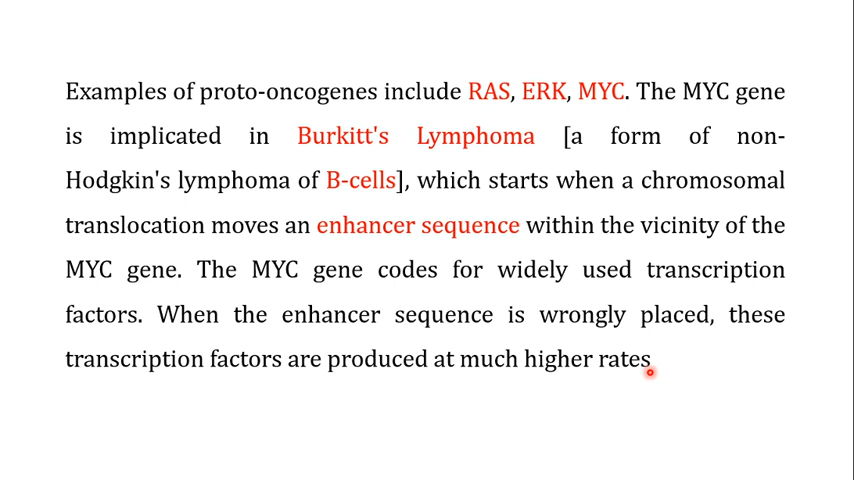 Examples of proto-oncogenes include RAS, ERK, MYC. The MYC gene
is implicated in Burkitt's Lymphoma [a form of non-
Hodgkin's lymphoma of B-cells], which starts when a chromosomal
translocation moves an enhancer sequence within the vicinity of the
MYC gene. The MYC gene codes for widely used transcription
factors. When the enhancer sequence is wrongly placed, these
transcription factors are produced at much higher rates